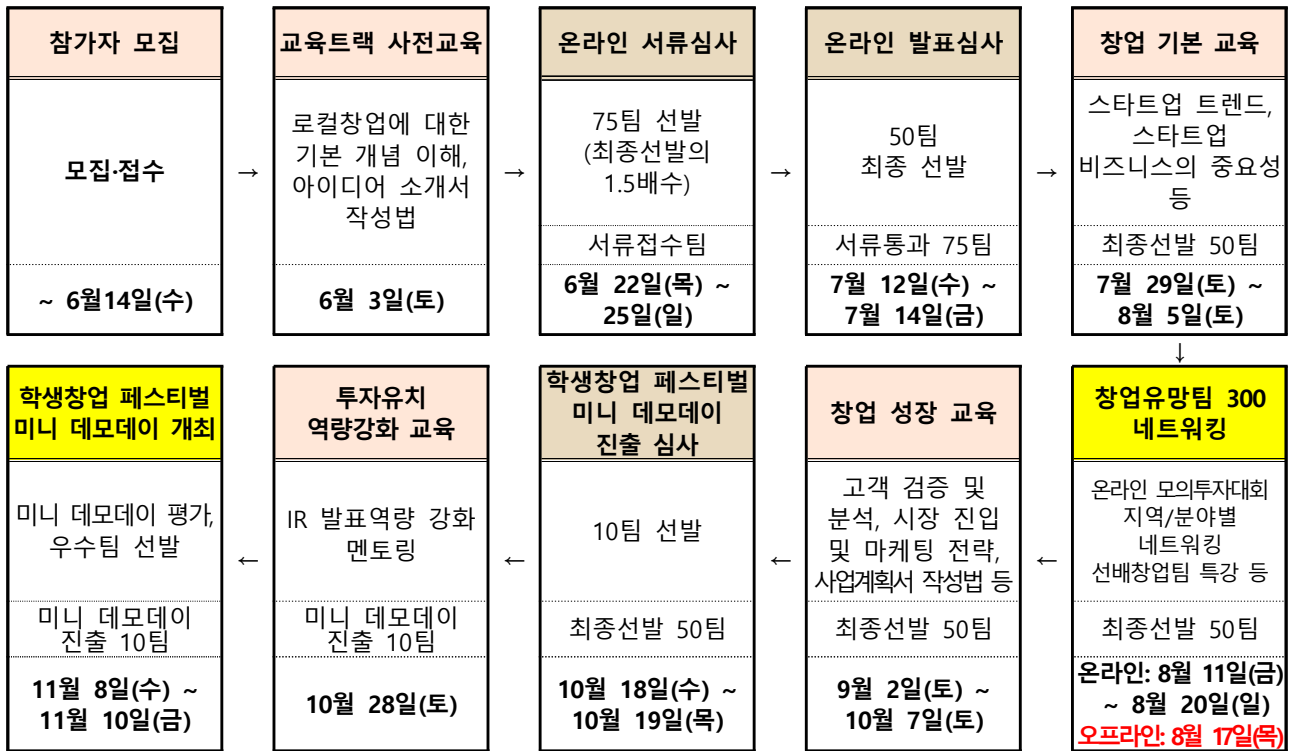 참가자 모집
모집·접수
~ 6월14일(수)
→
교육트랙 사전교육
로컬창업에 대한
기본 개념 이해,
아이디어 소개서
작성법
6월 3일(토)
→
온라인 서류심사
75팀 선발
(최종선발의
1.5배수)
서류접수팀
6월 22일(목) ~
25일(일)
→
온라인 발표심사
50팀
최종 선발
서류통과 75팀
7월 12일(수) ~
7월 14일(금)
→
창업 기본 교육
스타트업 트렌드,
스타트업
비즈니스의 중요성
등
최종선발 50팀
7월 29일(토) ~
8월 5일(토)
↓
창업유망팀 300
네트워킹
온라인 모의투자대회
지역/분야별
네트워킹
선배창업팀 특강 등
최종선발 50팀
온라인: 8월 11일(금)
~ 8월 20일(일)
오프라인: 8월 17일(목)
←
창업 성장 교육
고객 검증 및
분석, 시장 진입
및 마케팅 전략,
사업계획서 작성법 등
최종선발 50팀
9월 2일(토) ~
10월 7일(토)
←
학생창업 페스티벌
미니 데모데이
진출 심사
10팀 선발
최종선발 50팀
10월 18일(수) ~
10월 19일(목)
←
투자유치
역량강화 교육
IR 발표역량 강화
멘토링
미니 데모데이
진출 10팀
10월 28일(토)
←
학생창업 페스티벌
미니 데모데이 개최
미니 데모데이 평가,
우수팀 선발
미니 데모데이
진출 10팀
11월 8일(수) ~
11월 10일(금)